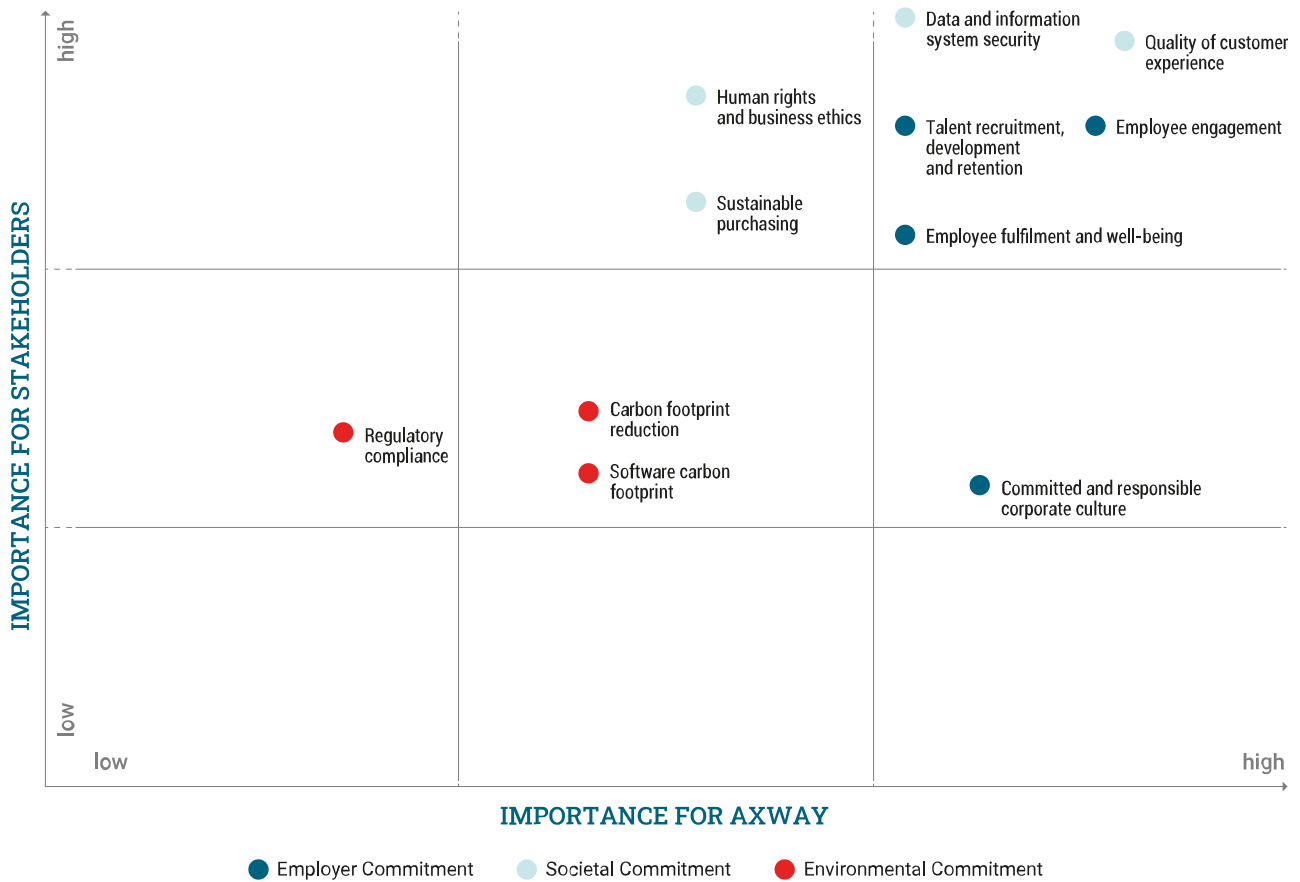 high
Data and information
system security
Quality of customer
experience
Human rights
and business ethics
Talent recruitment,
development
and retention
Employee engagement
Sustainable
purchasing
Employee fulfilment and well-being
IMPORTANCE FOR STAKEHOLDERS
Regulatory
compliance
Carbon footprint
reduction
Software carbon
footprint
Committed and responsible
corporate culture
low
low
high
IMPORTANCE FOR AXWAY
Employer Commitment
Societal Commitment
Environmental Commitment